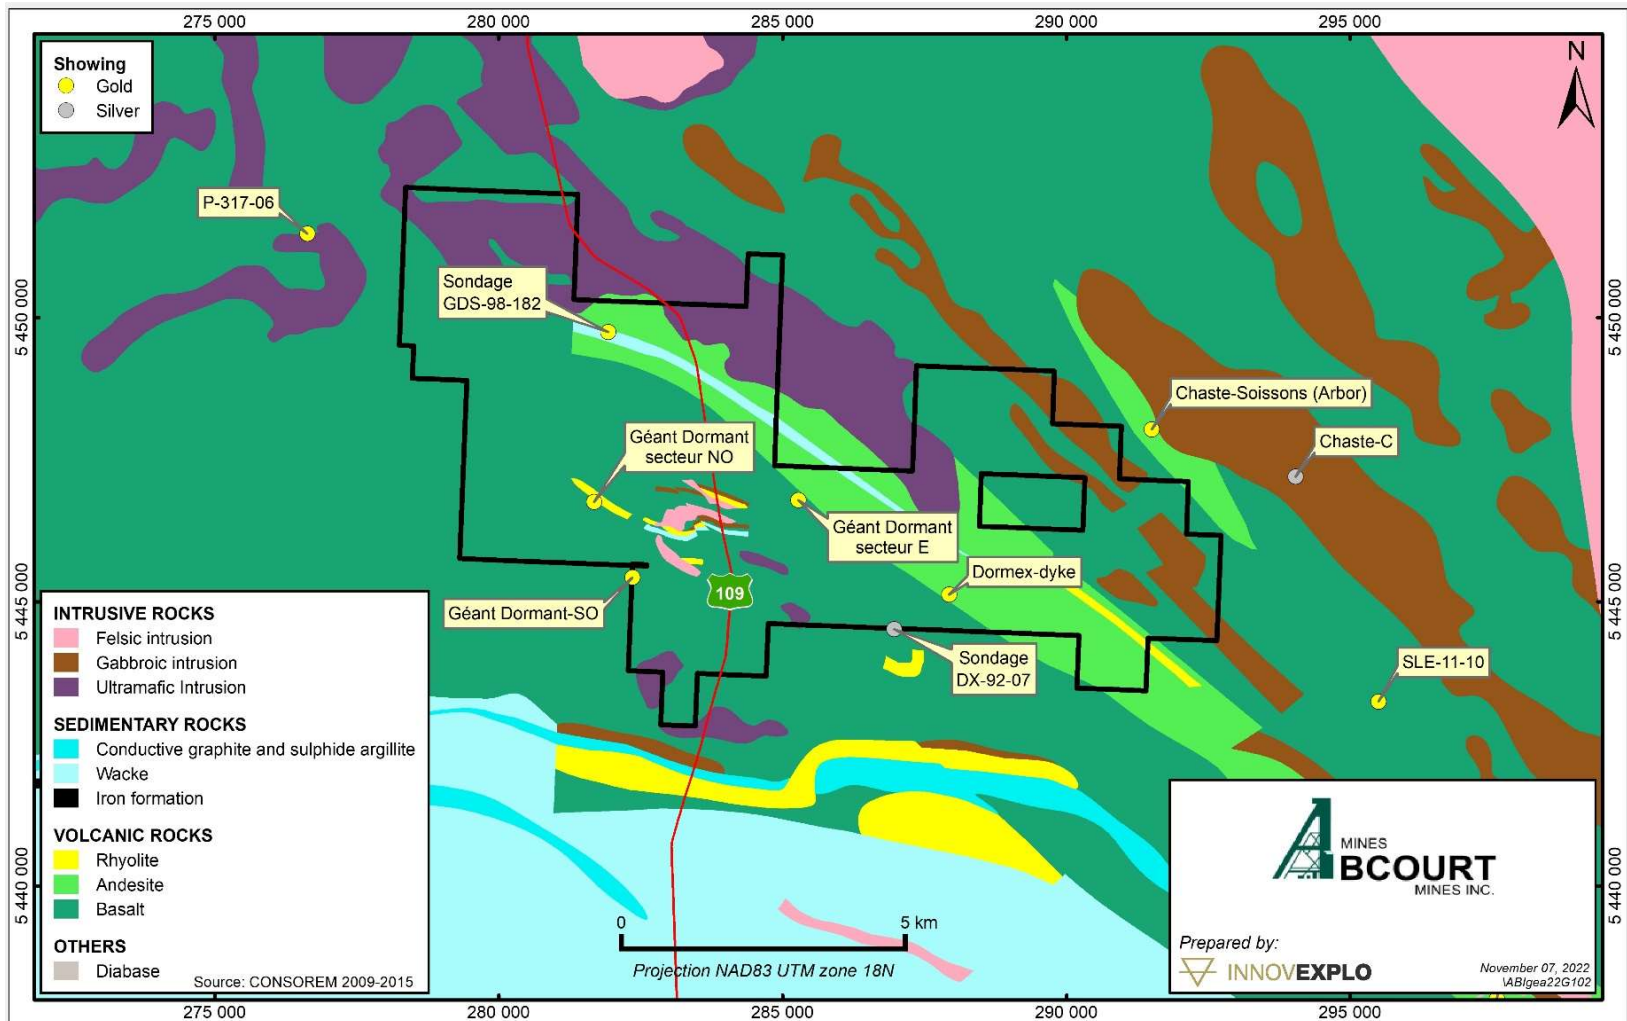 275 000
280 000
285 000
290 000
295 000
Showing
Gold
Silver
N
P-317-06
Sondage
GDS-98-182
5 450 000
5 450 000
Chaste-Soissons (Arbor)
Géant Dormant
secteur NO
Chaste-C
Géant Dormant
secteur E
Dormex-dyke
109
5 445 000
5 445 000
Géant Dormant-SO
Sondage
DX-92-07
SLE-11-10
INTRUSIVE ROCKS
Felsic intrusion
Gabbroic intrusion
Ultramafic Intrusion
SEDIMENTARY ROCKS
Conductive graphite and sulphide argillite
Wacke
Iron formation
VOLCANIC ROCKS
Rhyolite
Andesite
Basalt
OTHERS
Diabase
Source: CONSOREM 2009-2015
5 440 000
5 440 000
0 5 km
Projection NAD83 UTM zone 18N
MINES
ABCOURT
MINES INC.
Prepared by:
INNOVEXPLO
November 07, 2022
\ABIgea22G102
275 000
280 000
285 000
290 000
295 000